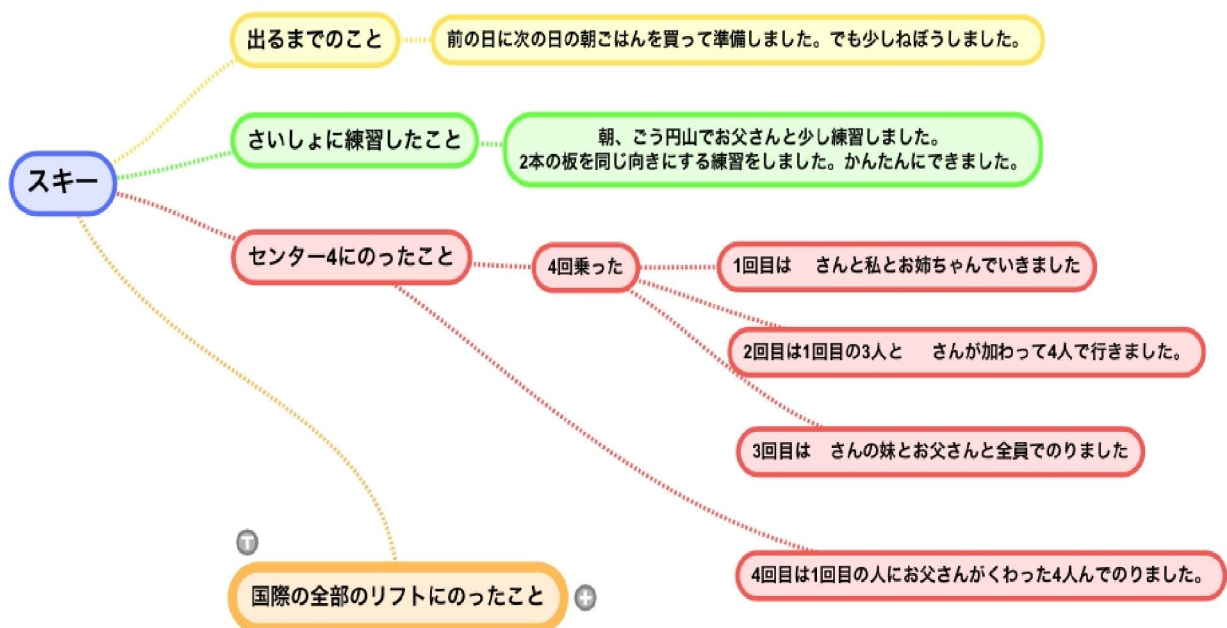 出るまでのこと
前の日に次の日の朝ごはんを買って準備しました。でも少しねぼうしました。
さいしょに練習したこと
朝、ごう円山でお父さんと少し練習しました。
2本の板を同じ向きにする練習をしました。かんたんにできました。
スキー
センター4にのったこと
4回乗った
1回目は　さんと私とお姉ちゃんでいきました
2回目は1回目の3人と　さんが加わって4人で行きました。
3回目は　さんの妹とお父さんと全員でのりました
4回目は1回目の人にお父さんがくわった4人んでのりました。
T
国際の全部のリフトにのったこと
+